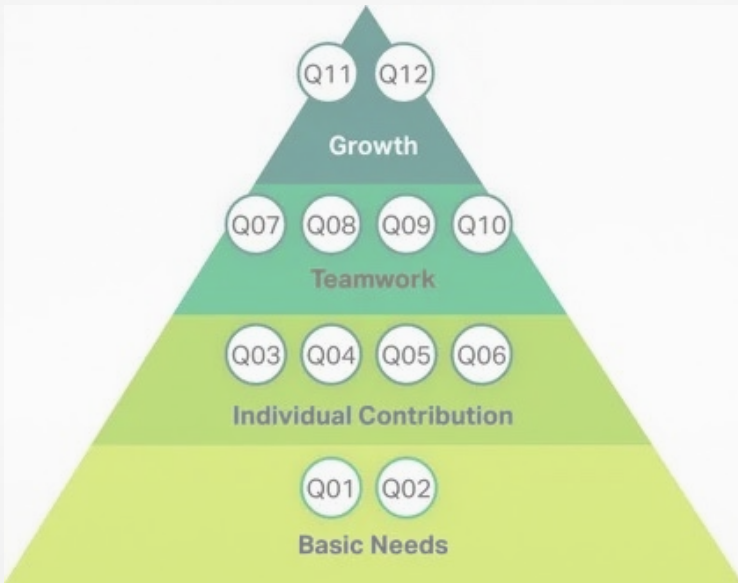 Q11 Q12
Growth
Q07 Q08 Q09 Q10
Teamwork
Q03 Q04 Q05 Q06
Individual Contribution
Q01 Q02
Basic Needs